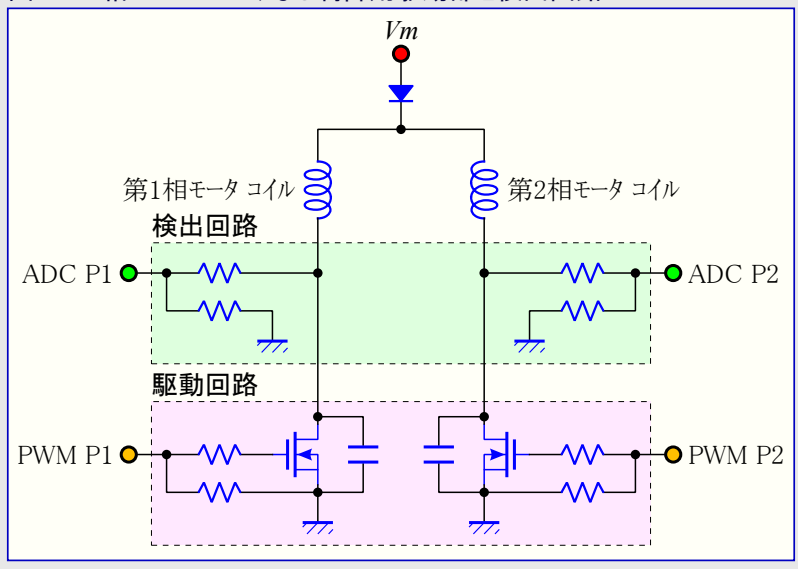 Vm
第1相モータ コイル
第2相モータ コイル
検出回路
ADC P1
ADC P2
駆動回路
PWM P1
PWM P2